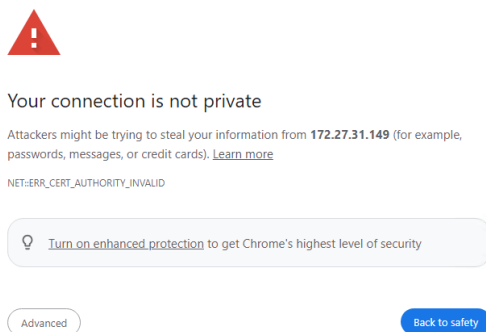 Your connection is not private
Attackers might be trying to steal your information from 172.27.31.149 (for example,
passwords, messages, or credit cards). Learn more
NET::ERR_CERT_AUTHORITY_INVALID
Turn on enhanced protection to get Chrome's highest level of security
Advanced
Back to safety